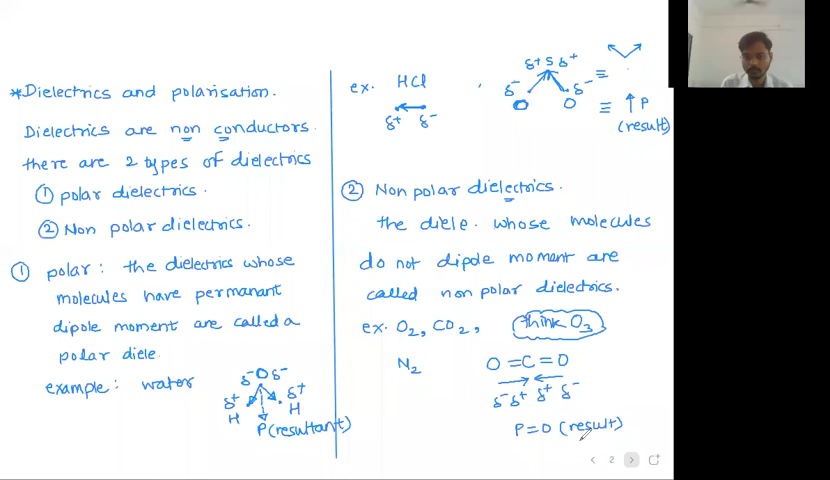 *Dielectrics and polarisation.
Dielectrics are non conductors.
there are 2 types of dielectrics
① polar dielectrics.
② Non polar dielectrics.
① polar: the dielectrics whose
molecules have permanant
dipole moment are called a
polar diele.
example: water
δ⁻ O δ⁻
δ⁺ δ⁺
H H
P(resultant)
ex. HCl
δ⁺ δ⁻
δ⁺ S δ⁺
δ⁻ δ⁻
O O
≡
≡ ↑ P
(result)
② Non polar dielectrics.
the diele. whose molecules
do not dipole moment are
called non polar dielectrics.
ex. O₂, CO₂, think O₃
N₂ O = C = O
δ⁻ δ⁺ δ⁺ δ⁻
P = 0 (result)
2